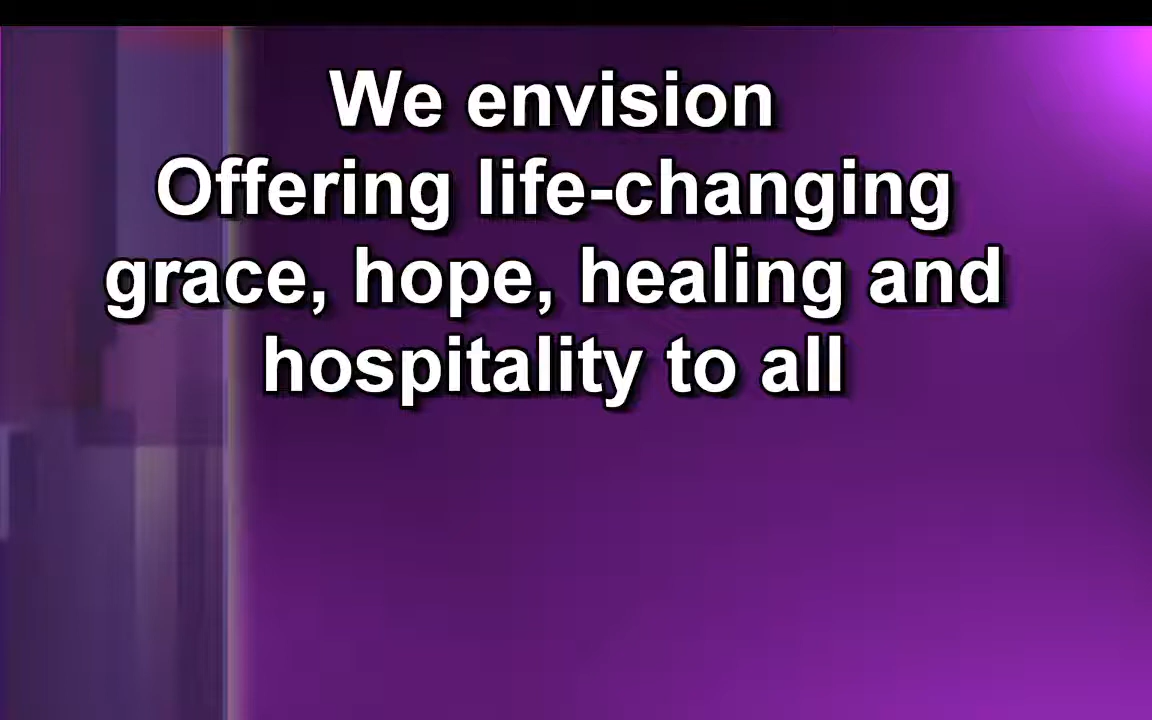 We envision
Offering life-changing
grace, hope, healing and
hospitality to all